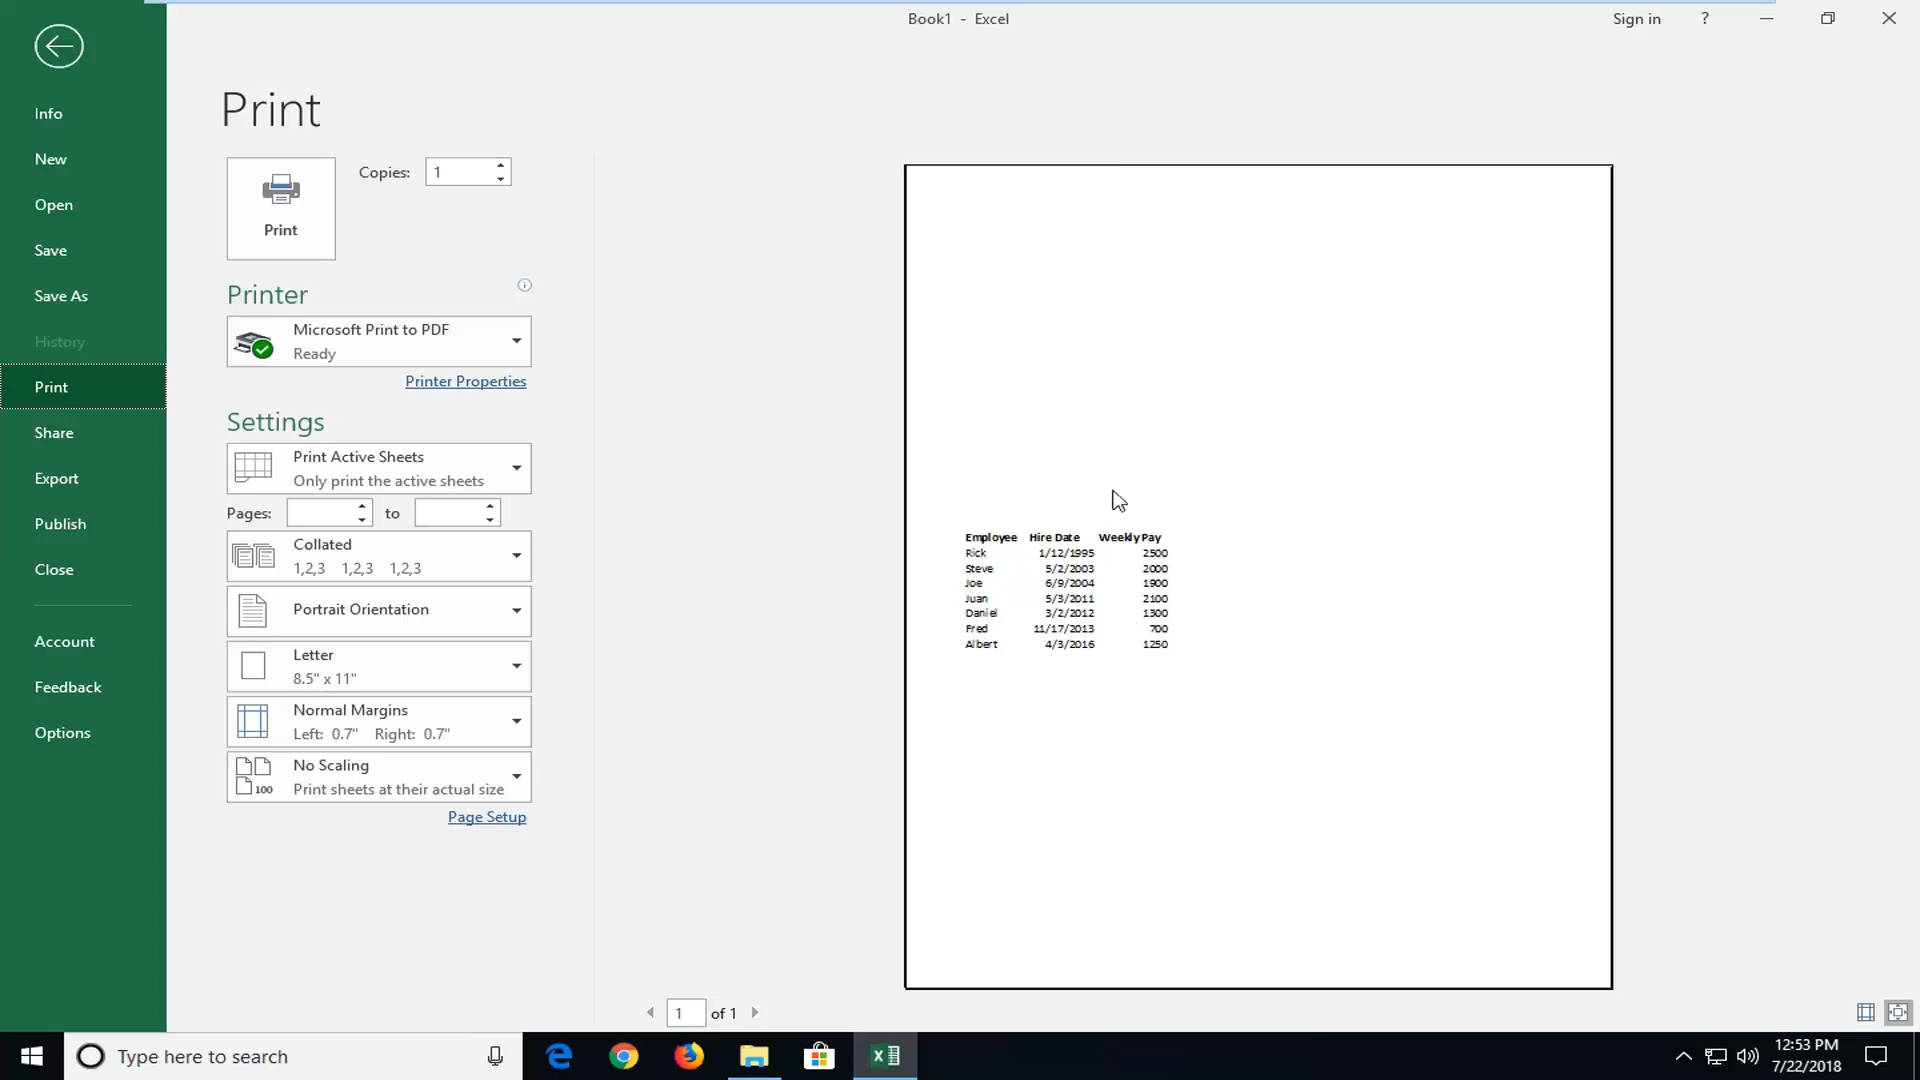 Book1 - Excel
Sign in
?
Info
New
Open
Save
Save As
History
Print
Share
Export
Publish
Close
Account
Feedback
Options
Print
Print
Copies: 1
Printer
Microsoft Print to PDF
Ready
Printer Properties
Settings
Print Active Sheets
Only print the active sheets
Pages: to
Collated
1,2,3 1,2,3 1,2,3
Portrait Orientation
Letter
8.5" x 11"
Normal Margins
Left: 0.7" Right: 0.7"
100
No Scaling
Print sheets at their actual size
Page Setup
Employee Hire Date Weekly Pay
Rick 1/12/1995 2500
Steve 5/2/2003 2000
Joe 6/9/2004 1900
Juan 5/3/2011 2100
Daniel 3/2/2012 1300
Fred 11/17/2013 700
Albert 4/3/2016 1250
1 of 1
Type here to search
12:53 PM
7/22/2018